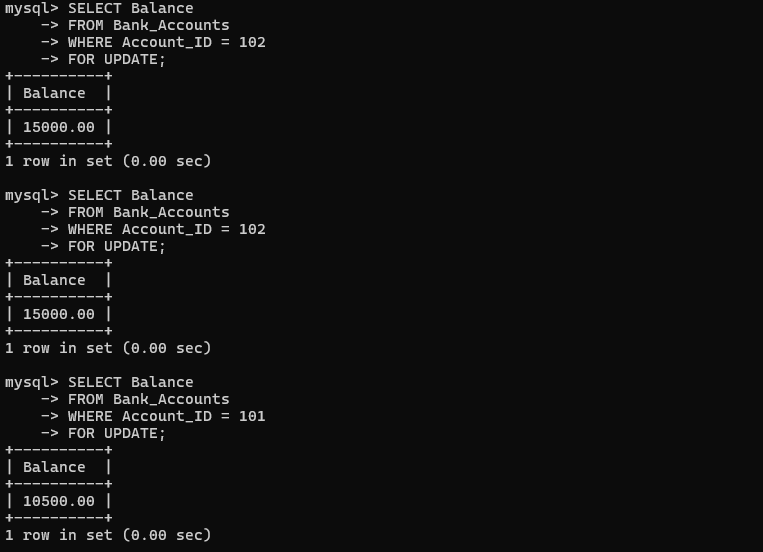 mysql> SELECT Balance
    -> FROM Bank_Accounts
    -> WHERE Account_ID = 102
    -> FOR UPDATE;
+----------+
| Balance  |
+----------+
| 15000.00 |
+----------+
1 row in set (0.00 sec)

mysql> SELECT Balance
    -> FROM Bank_Accounts
    -> WHERE Account_ID = 102
    -> FOR UPDATE;
+----------+
| Balance  |
+----------+
| 15000.00 |
+----------+
1 row in set (0.00 sec)

mysql> SELECT Balance
    -> FROM Bank_Accounts
    -> WHERE Account_ID = 101
    -> FOR UPDATE;
+----------+
| Balance  |
+----------+
| 10500.00 |
+----------+
1 row in set (0.00 sec)